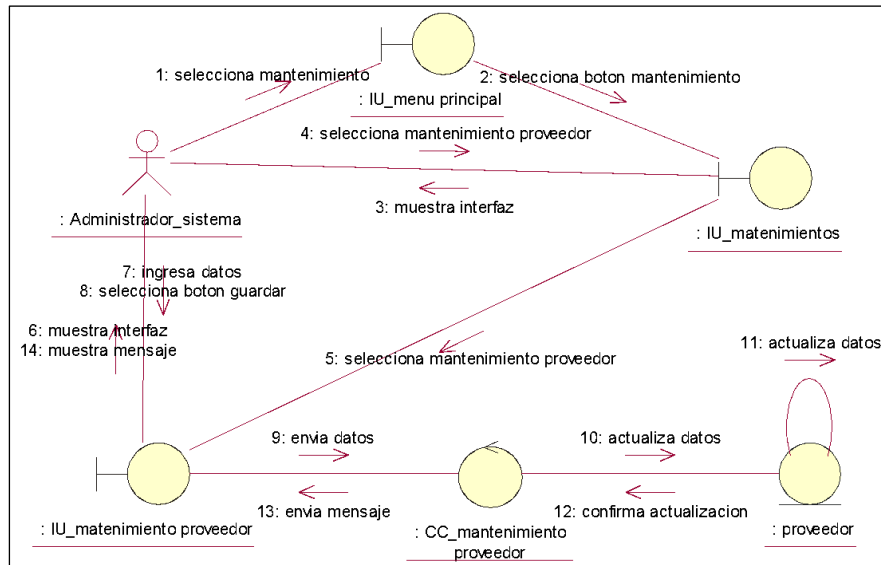 1: selecciona mantenimiento
2: selecciona boton mantenimiento
: IU_menu principal
4: selecciona mantenimiento proveedor
3: muestra interfaz
: Administrador_sistema
: IU_matenimientos
7: ingresa datos
8: selecciona boton guardar
6: muestra interfaz
14: muestra mensaje
5: selecciona mantenimiento proveedor
11: actualiza datos
9: envia datos
10: actualiza datos
13: envia mensaje
12: confirma actualizacion
: IU_matenimiento proveedor
: CC_mantenimiento
proveedor
: proveedor